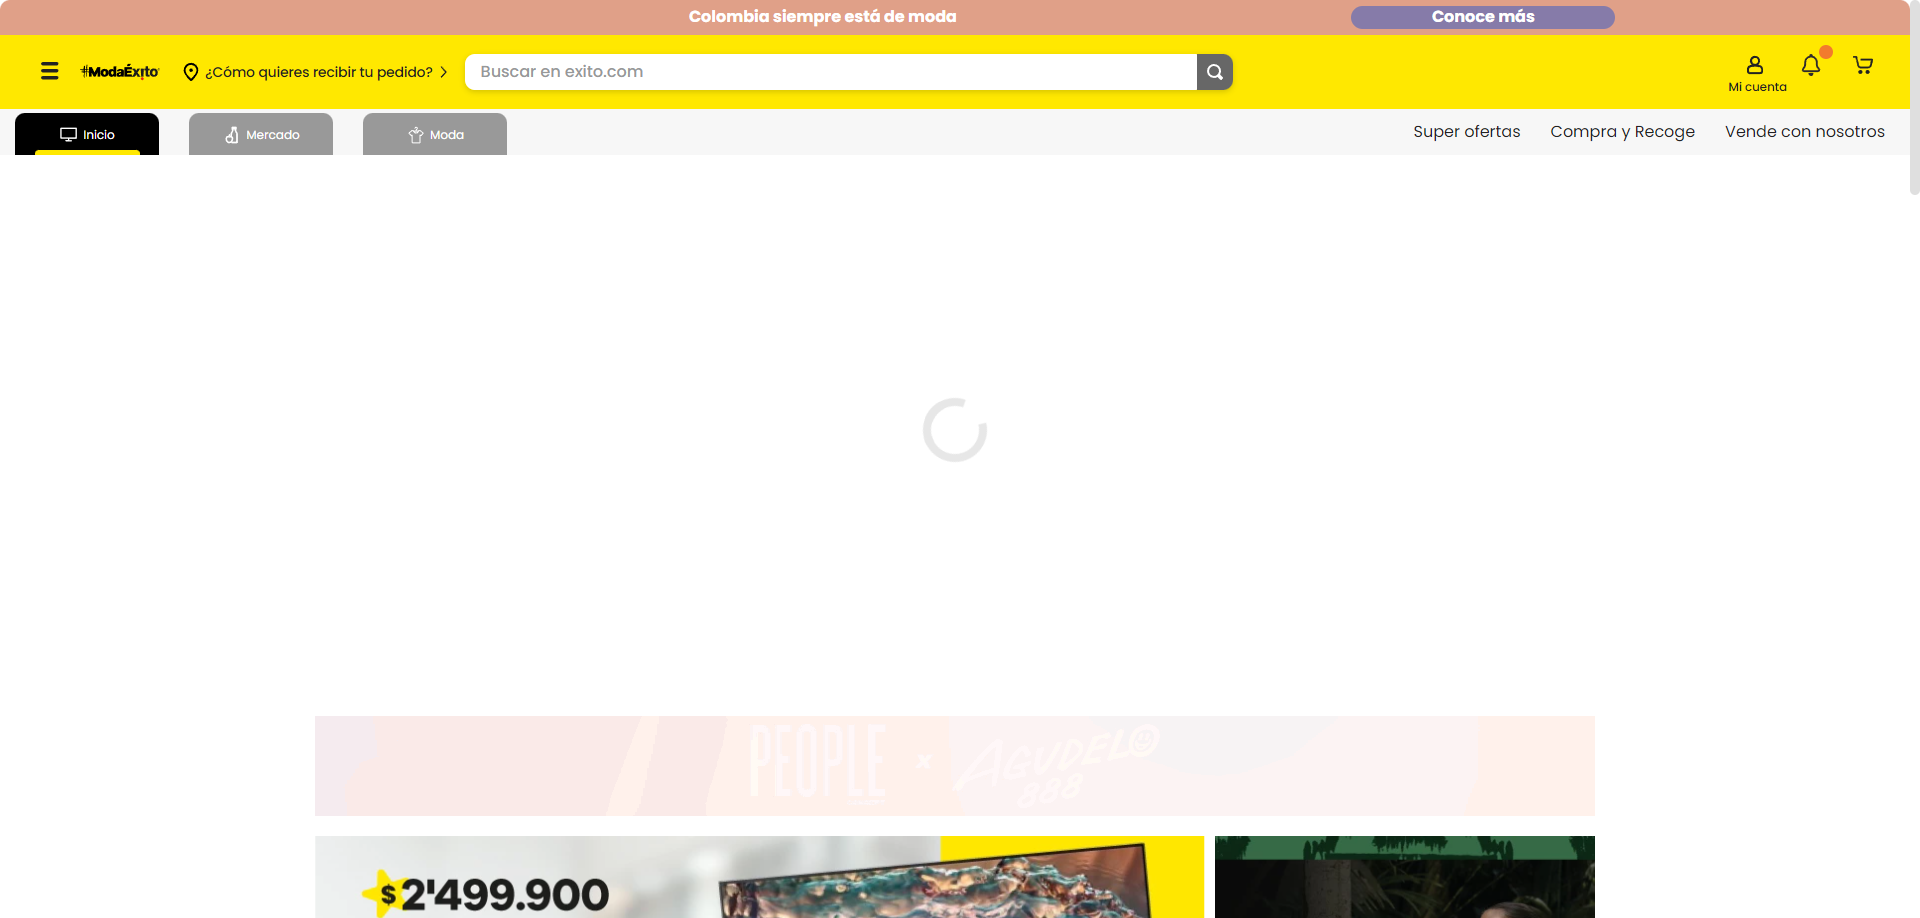 Colombia siempre está de moda
Conoce más
#ModaÉxito
¿Cómo quieres recibir tu pedido?
Buscar en exito.com
Mi cuenta
Inicio
Mercado
Moda
Super ofertas
Compra y Recoge
Vende con nosotros
PEOPLE x AGUDELO
888
$2'499.900